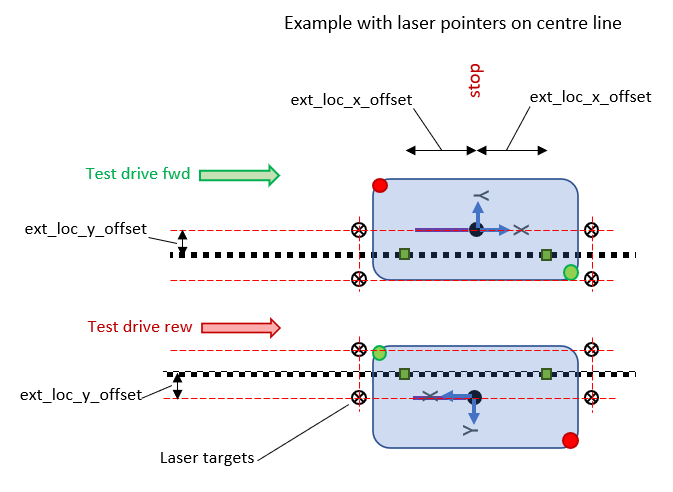 Example with laser pointers on centre line
stop
ext_loc_x_offset
ext_loc_x_offset
Test drive fwd
Y
X
ext_loc_y_offset
Test drive rew
ext_loc_y_offset
X
Y
Laser targets